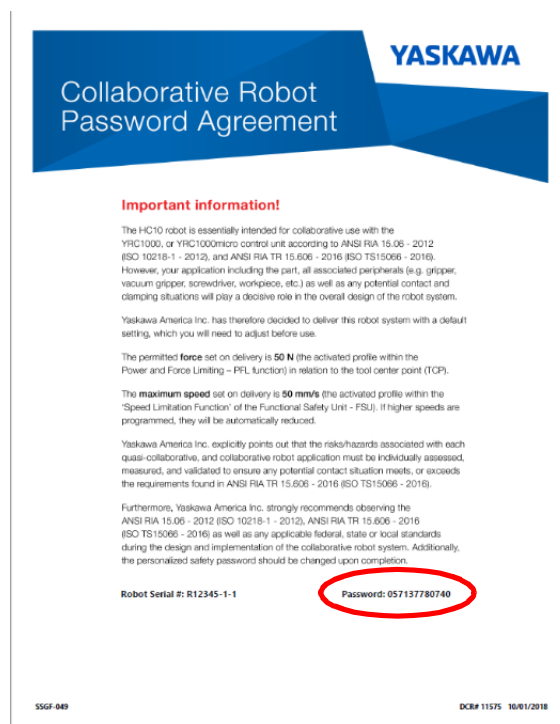 YASKAWA
Collaborative Robot
Password Agreement
Important information!
The HC10 robot is essentially intended for collaborative use with the
YRC1000, or YRC1000micro control unit according to ANSI RIA 15.06 - 2012
(ISO 10218-1 - 2012), and ANSI RIA TR 15.606 - 2016 (ISO TS15066 - 2016).
However, your application including the part, all associated peripherals (e.g. gripper,
vacuum gripper, screwdriver, workpiece, etc.) as well as any potential contact and
clamping situations will play a decisive role in the overall design of the robot system.
Yaskawa America Inc. has therefore decided to deliver this robot system with a default
setting, which you will need to adjust before use.
The permitted force set on delivery is 50 N (the activated profile within the
Power and Force Limiting – PFL function) in relation to the tool center point (TCP).
The maximum speed set on delivery is 50 mm/s (the activated profile within the
'Speed Limitation Function' of the Functional Safety Unit - FSU). If higher speeds are
programmed, they will be automatically reduced.
Yaskawa America Inc. explicitly points out that the risks/hazards associated with each
quasi-collaborative, and collaborative robot application must be individually assessed,
measured, and validated to ensure any potential contact situation meets, or exceeds
the requirements found in ANSI RIA TR 15.606 - 2016 (ISO TS15066 - 2016).
Furthermore, Yaskawa America Inc. strongly recommends observing the
ANSI RIA 15.06 - 2012 (ISO 10218-1 - 2012), ANSI RIA TR 15.606 - 2016
(ISO TS15066 - 2016) as well as any applicable federal, state or local standards
during the design and implementation of the collaborative robot system. Additionally,
the personalized safety password should be changed upon completion.
Robot Serial #: R12345-1-1
Password: 057137780740
SSGF-049
DCR# 11575 10/01/2018